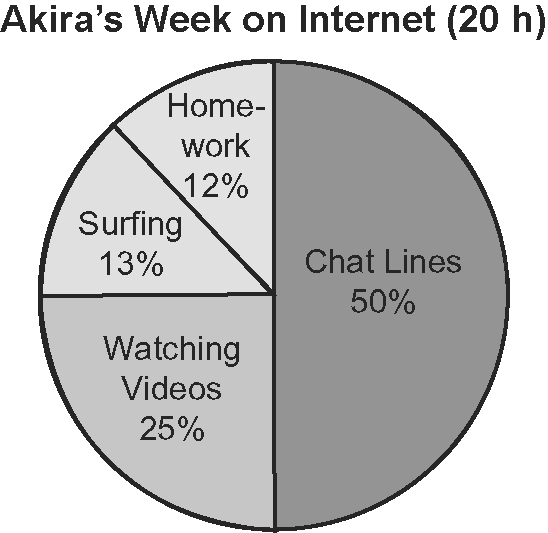 Akira's Week on Internet (20 h)
Home-
work
12%
Surfing
13%
Chat Lines
50%
Watching
Videos
25%